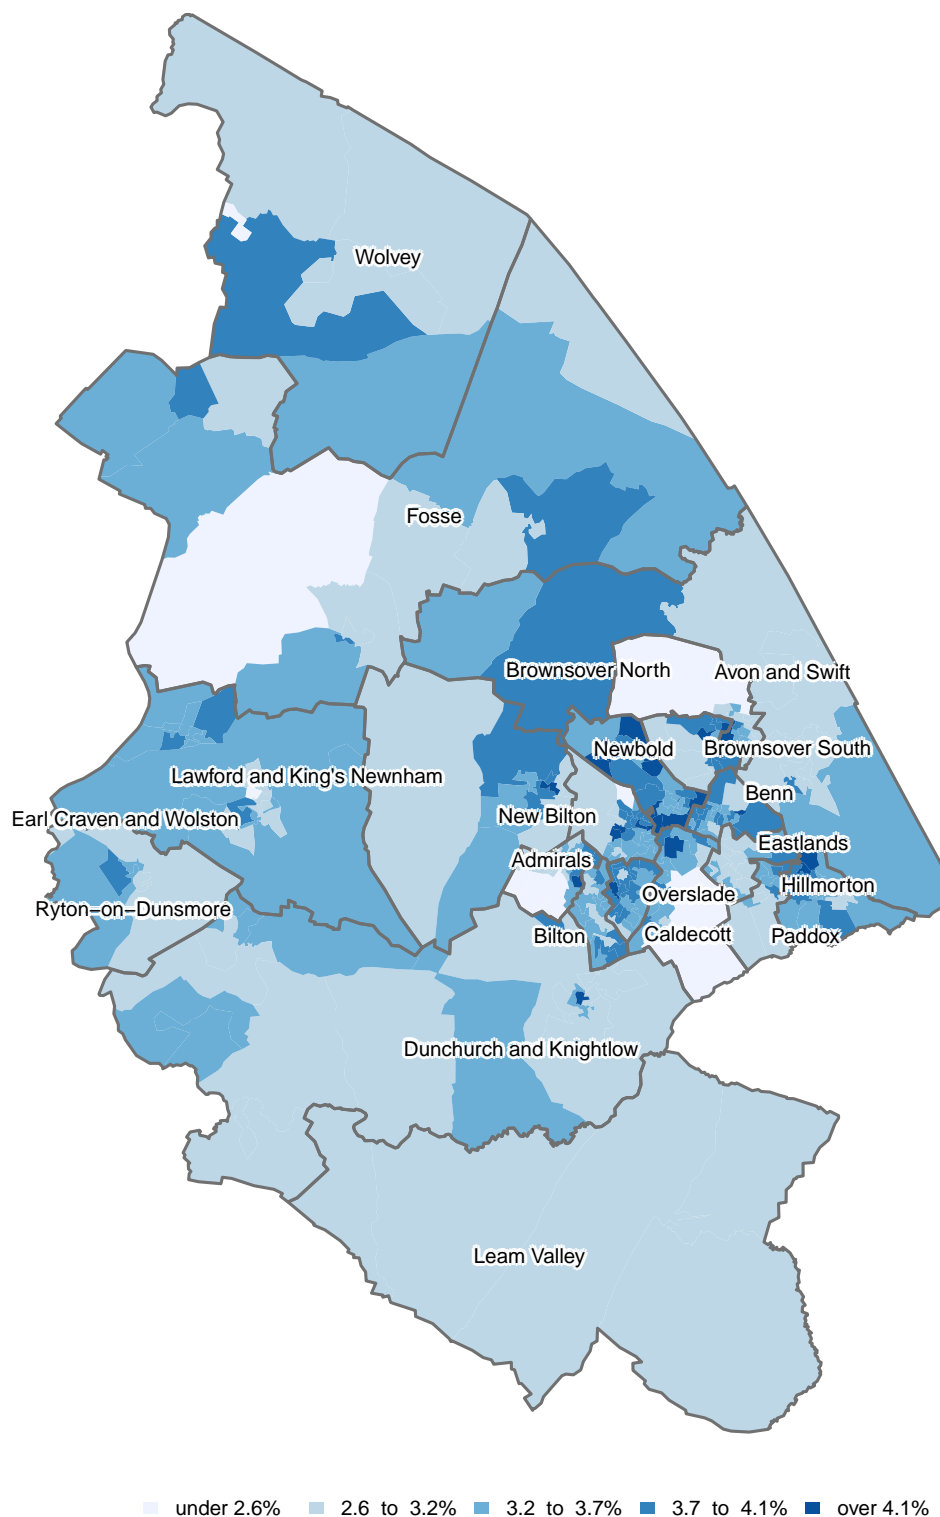 Wolvey
Fosse
Brownsover North
Avon and Swift
Newbold
Brownsover South
Lawford and King's Newnham
Benn
Earl Craven and Wolston
New Bilton
Eastlands
Admirals
Hillmorton
Overslade
Ryton−on−Dunsmore
Bilton
Caldecott
Paddox
Dunchurch and Knightlow
Leam Valley
under 2.6% 2.6 to 3.2% 3.2 to 3.7% 3.7 to 4.1% over 4.1%